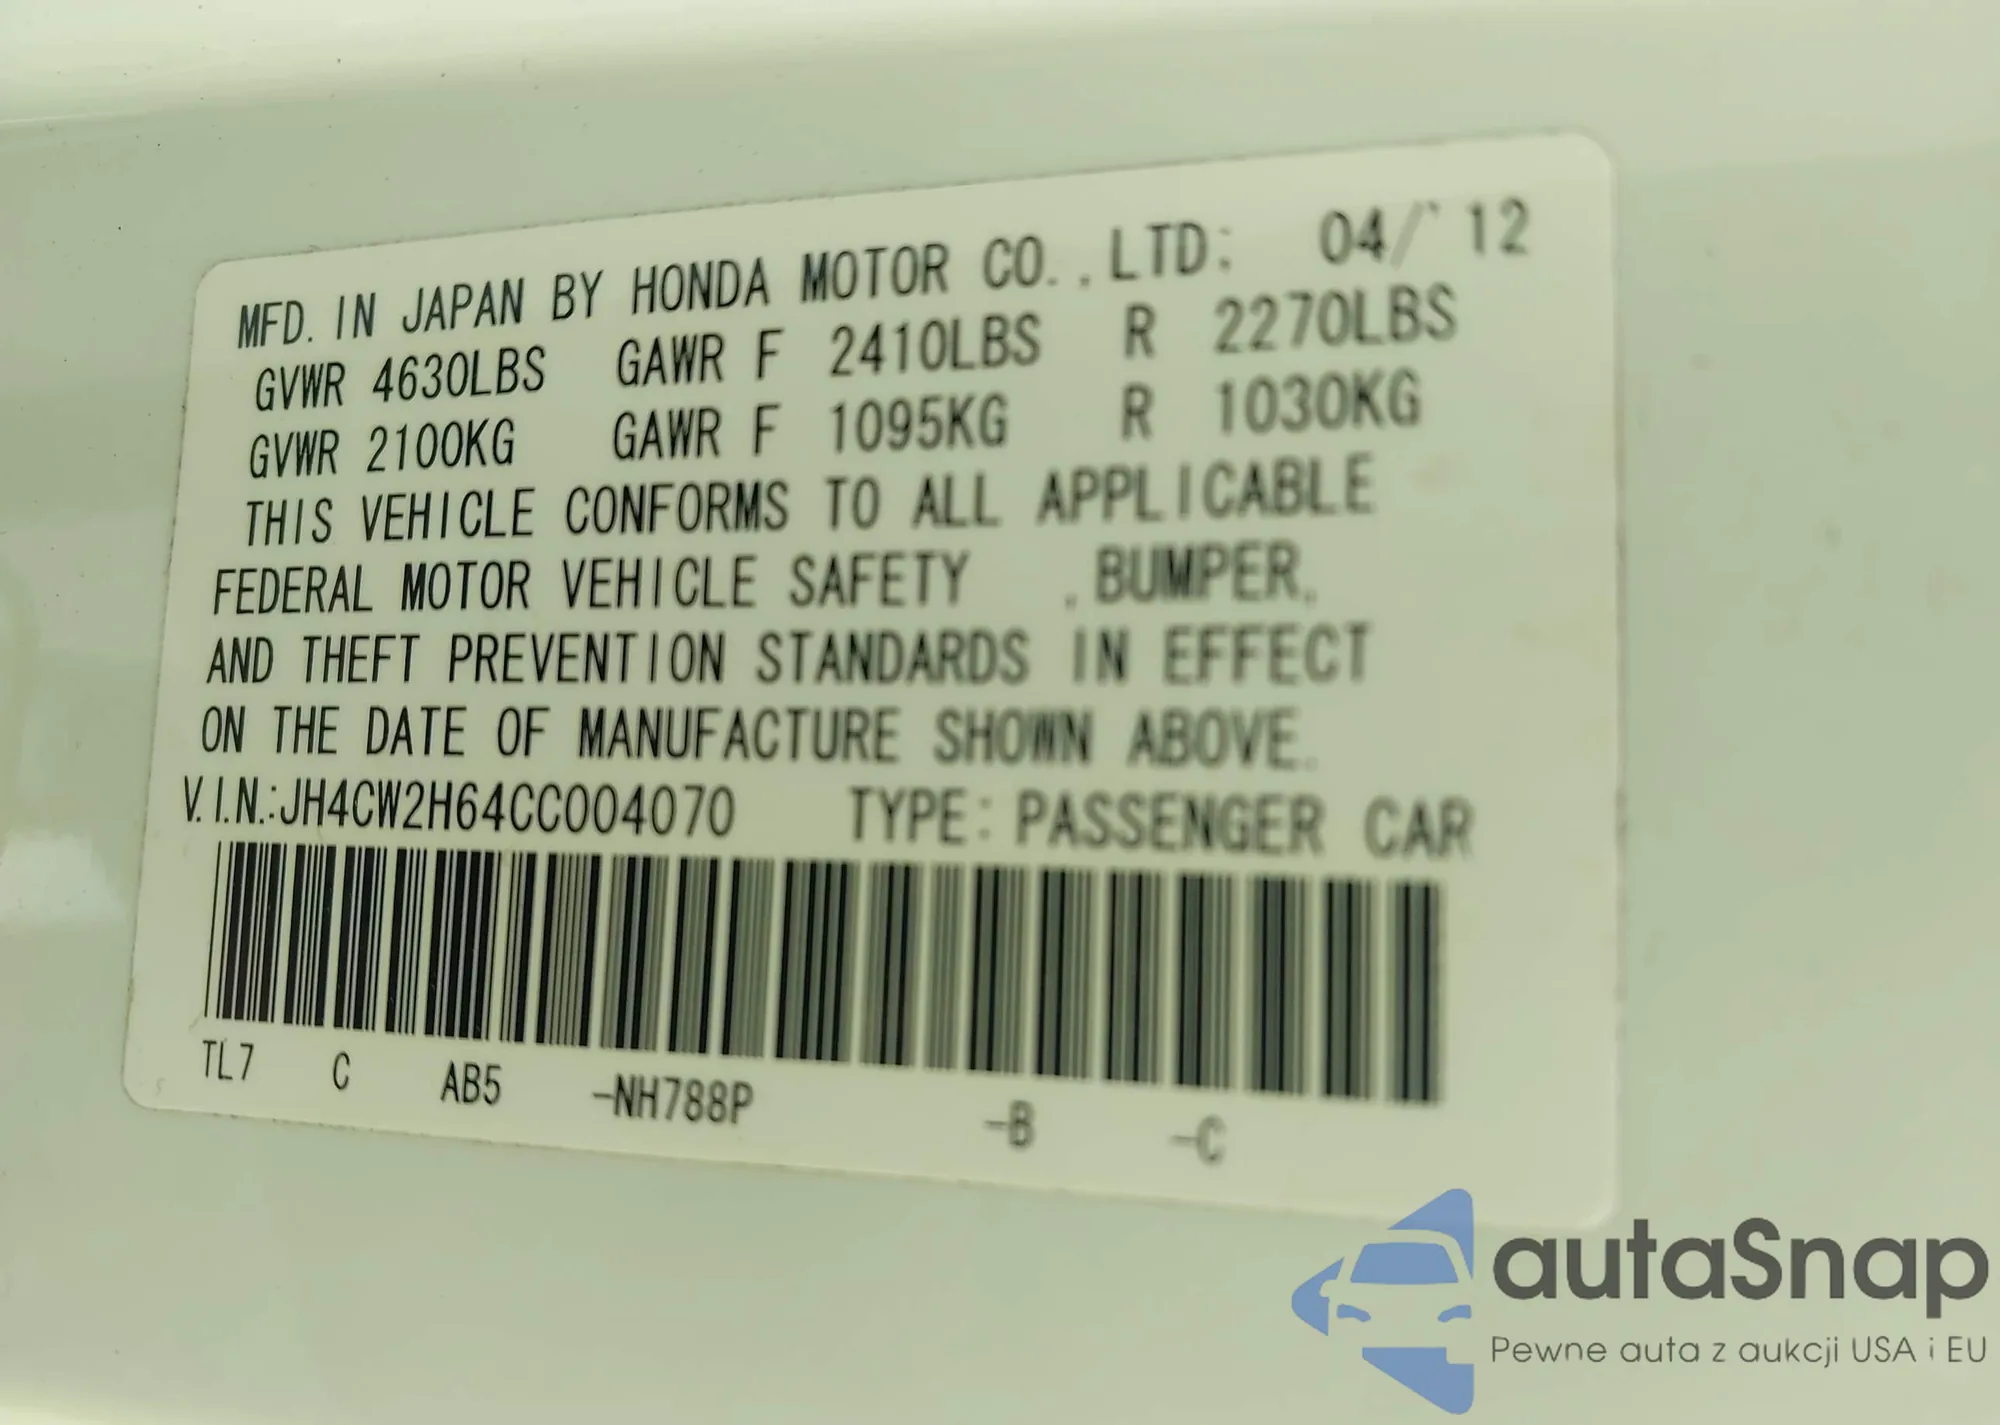 MFD. IN JAPAN BY HONDA MOTOR CO.,LTD: 04/`12
GVWR 4630LBS GAWR F 2410LBS R 2270LBS
GVWR 2100KG GAWR F 1095KG R 1030KG
THIS VEHICLE CONFORMS TO ALL APPLICABLE
FEDERAL MOTOR VEHICLE SAFETY ,BUMPER,
AND THEFT PREVENTION STANDARDS IN EFFECT
ON THE DATE OF MANUFACTURE SHOWN ABOVE.
V.I.N.:JH4CW2H64CC004070 TYPE: PASSENGER CAR
TL7 C AB5 -NH788P -B -C
autaSnap
Pewne auta z aukcji USA i EU